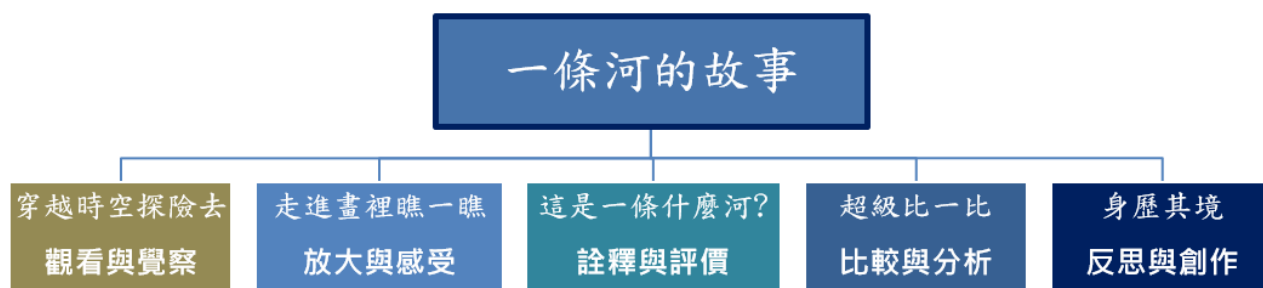 一條河的故事
穿越時空探險去
觀看與覺察
走進畫裡瞧一瞧
放大與感受
這是一條什麼河?
詮釋與評價
超級比一比
比較與分析
身歷其境
反思與創作